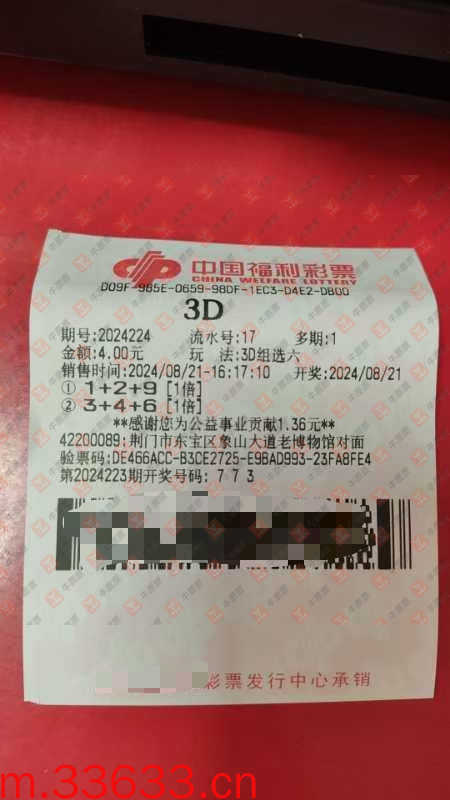 中国福利彩票
CHINA WELFARE LOTTERY
D09F-985E-0659-98DF-1EC3-D4E2-DB00
3D
期号:2024224 流水号:17 多期:1
金额:4.00元 玩 法:3D组选六
销售时间:2024/08/21-16:17:10 开奖:2024/08/21
① 1+2+9 [1倍]
② 3+4+6 [1倍]
**感谢您为公益事业贡献1.36元**
42200089:荆门市东宝区象山大道老博物馆对面
验票码:DE466ACC-B3CE2725-E9BAD993-23FA8FE4
第2024223期开奖号码: 7 7 3
彩票发行中心承销
m.33633.cn